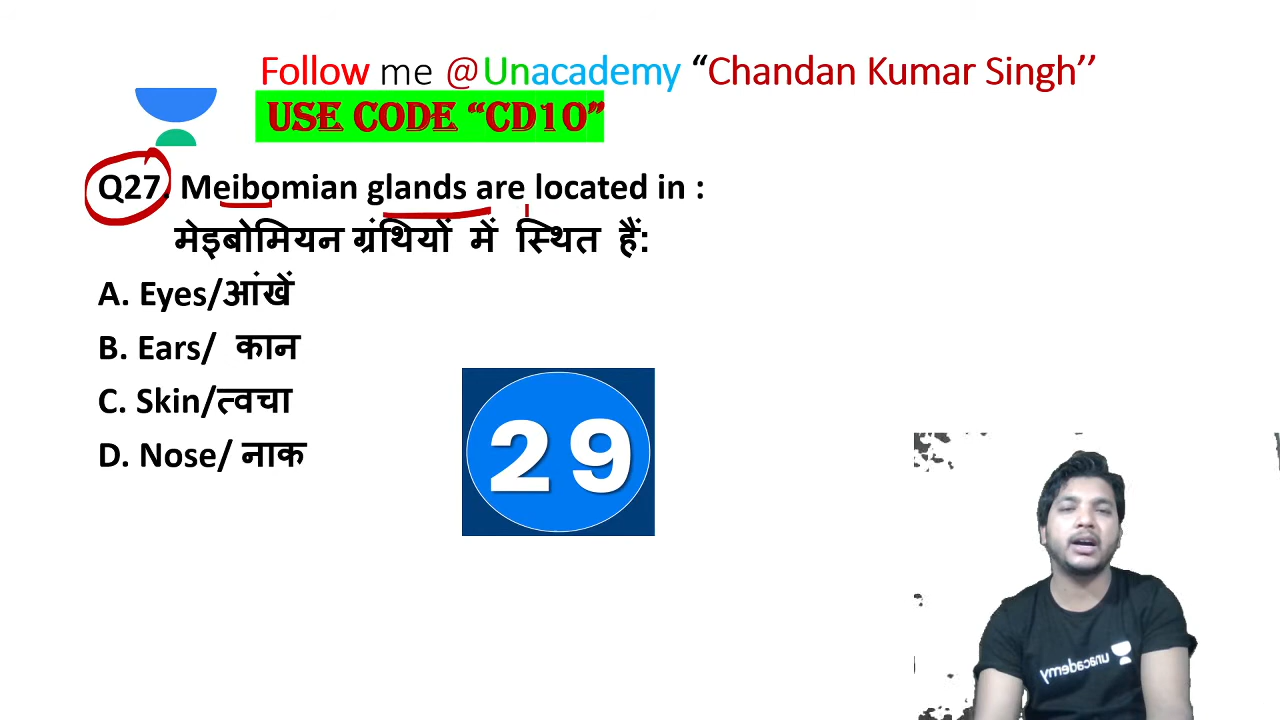 Follow me @Unacademy “Chandan Kumar Singh’’
USE CODE “CD10”
Q27. Meibomian glands are located in :
मेइबोमियन ग्रंथियों में स्थित हैं:
A. Eyes/आंखें
B. Ears/ कान
C. Skin/त्वचा
D. Nose/ नाक
29
unacademy